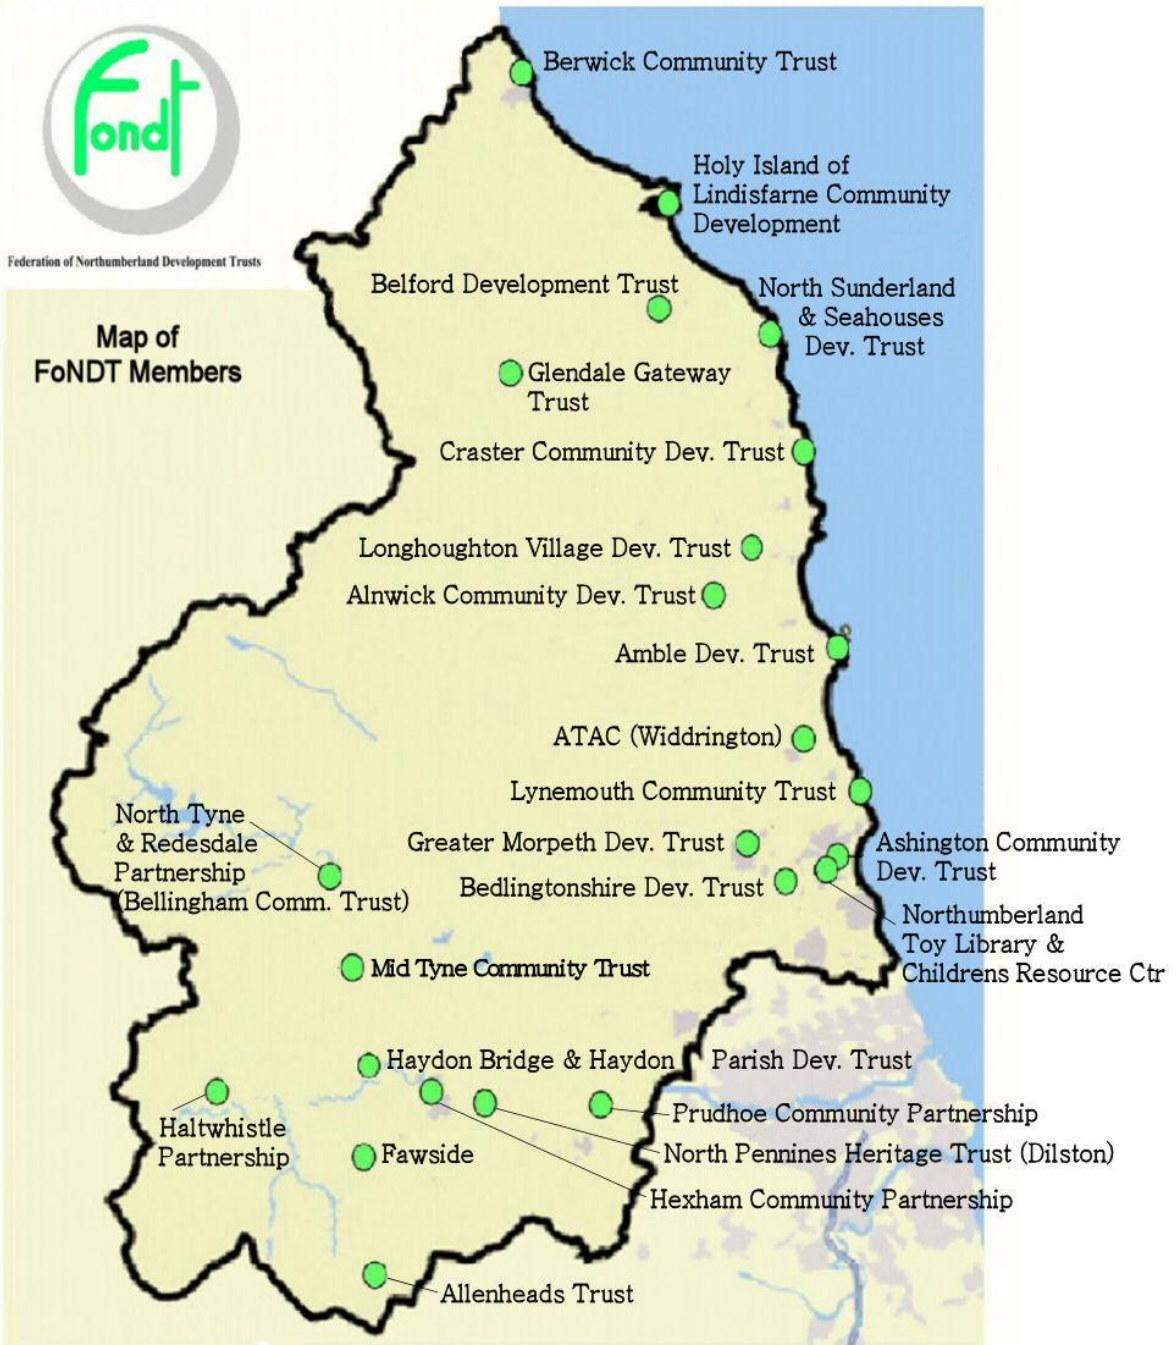 Fondt
Federation of Northumberland Development Trusts
Map of
FoNDT Members
Berwick Community Trust
Holy Island of
Lindisfarne Community
Development
Belford Development Trust
North Sunderland
& Seahouses
Dev. Trust
Glendale Gateway
Trust
Craster Community Dev. Trust
Longhoughton Village Dev. Trust
Alnwick Community Dev. Trust
Amble Dev. Trust
ATAC (Widdrington)
Lynemouth Community Trust
North Tyne
& Redesdale
Partnership
(Bellingham Comm. Trust)
Greater Morpeth Dev. Trust
Ashington Community
Dev. Trust
Bedlingtonshire Dev. Trust
Northumberland
Toy Library &
Childrens Resource Ctr
Mid Tyne Community Trust
Haydon Bridge & Haydon Parish Dev. Trust
Haltwhistle
Partnership
Prudhoe Community Partnership
North Pennines Heritage Trust (Dilston)
Fawside
Hexham Community Partnership
Allenheads Trust